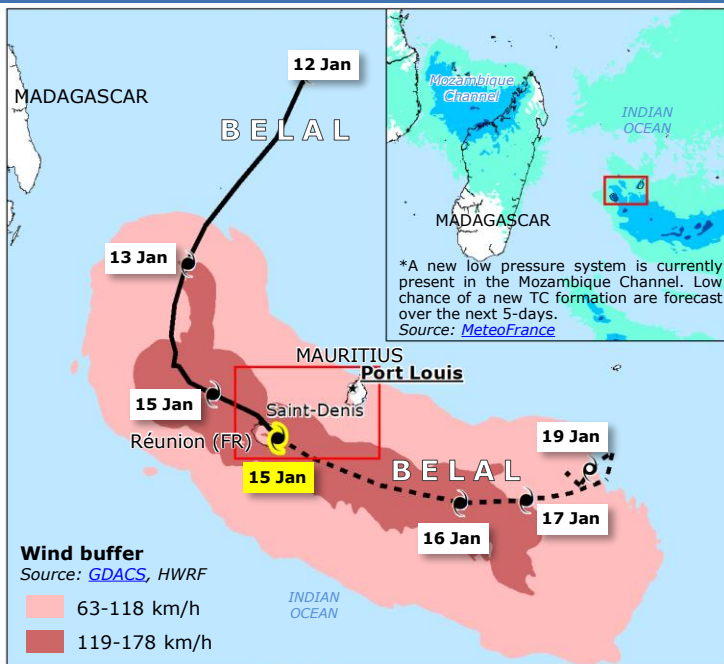 12 Jan
MADAGASCAR
BELAL
13 Jan
MAURITIUS
Port Louis
15 Jan
Saint-Denis
Réunion (FR)
15 Jan
BELAL
19 Jan
16 Jan
17 Jan
Wind buffer
Source: GDACS, HWRF
63-118 km/h
119-178 km/h
INDIAN
OCEAN
Mozambique
Channel
INDIAN
OCEAN
MADAGASCAR
*A new low pressure system is currently
present in the Mozambique Channel. Low
chance of a new TC formation are forecast
over the next 5-days.
Source: MeteoFrance